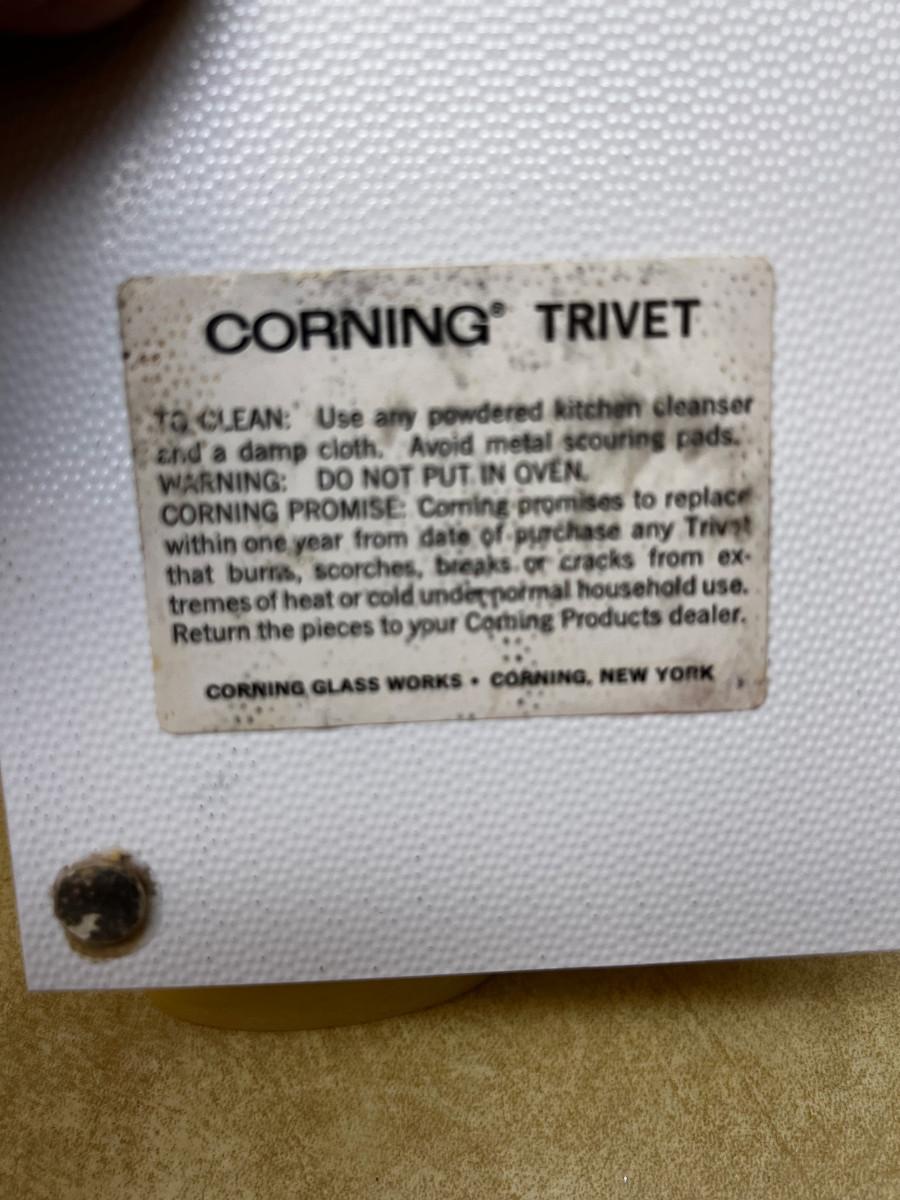 CORNING® TRIVET
TO CLEAN: Use any powdered kitchen cleanser
and a damp cloth. Avoid metal scouring pads.
WARNING: DO NOT PUT IN OVEN.
CORNING PROMISE: Corning promises to replace
within one year from date of purchase any Trivet
that burns, scorches, breaks or cracks from ex-
tremes of heat or cold under normal household use.
Return the pieces to your Corning Products dealer.
CORNING GLASS WORKS • CORNING, NEW YORK